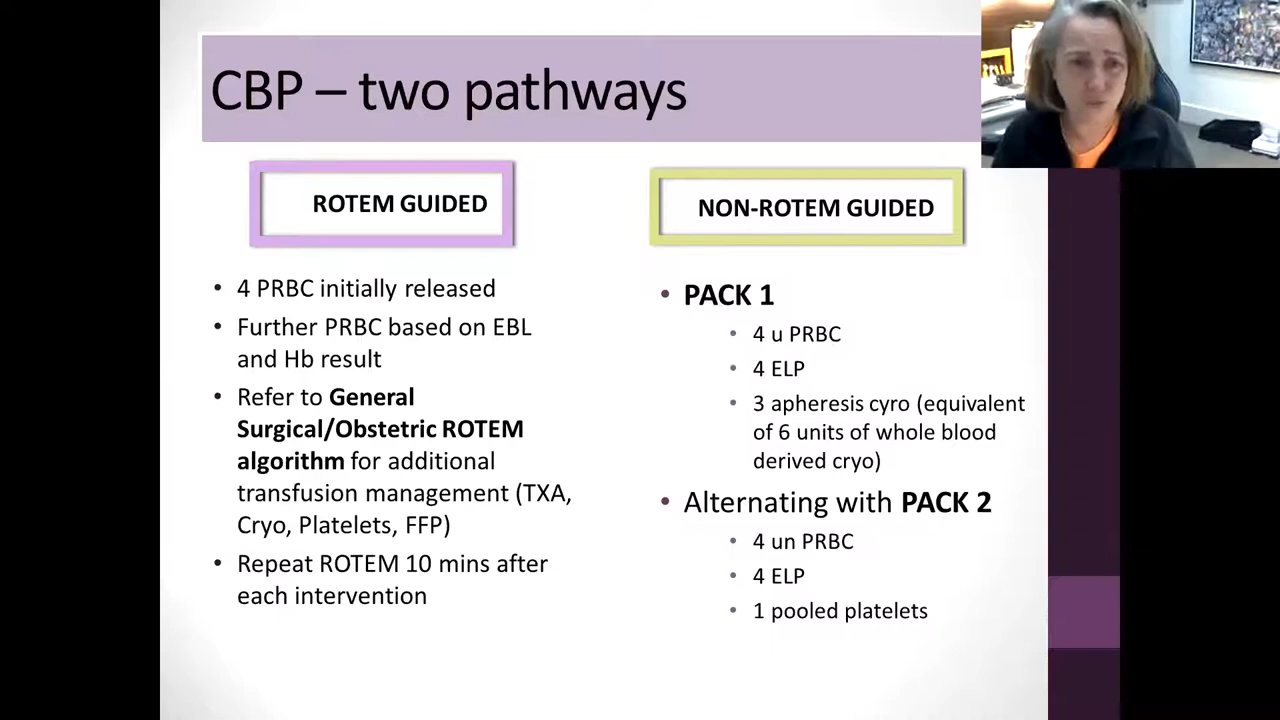 CBP – two pathways
ROTEM GUIDED
• 4 PRBC initially released
• Further PRBC based on EBL
and Hb result
• Refer to General
Surgical/Obstetric ROTEM
algorithm for additional
transfusion management (TXA,
Cryo, Platelets, FFP)
• Repeat ROTEM 10 mins after
each intervention
NON-ROTEM GUIDED
• PACK 1
• 4 u PRBC
• 4 ELP
• 3 apheresis cyro (equivalent
of 6 units of whole blood
derived cryo)
• Alternating with PACK 2
• 4 un PRBC
• 4 ELP
• 1 pooled platelets